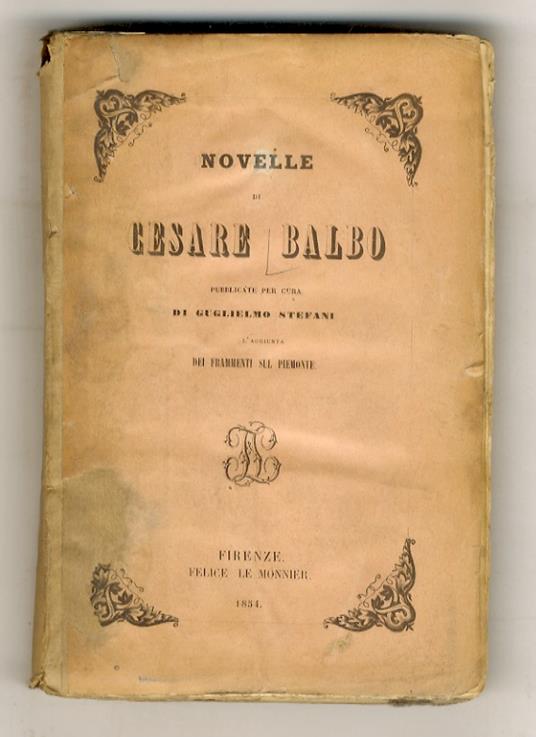 NOVELLE
DI
CESARE BALBO
PUBBLICATE PER CURA
DI GUGLIELMO STEFANI
L'AGGIUNTA
DEI FRAMMENTI SUL PIEMONTE.
FIRENZE.
FELICE LE MONNIER.
1854.